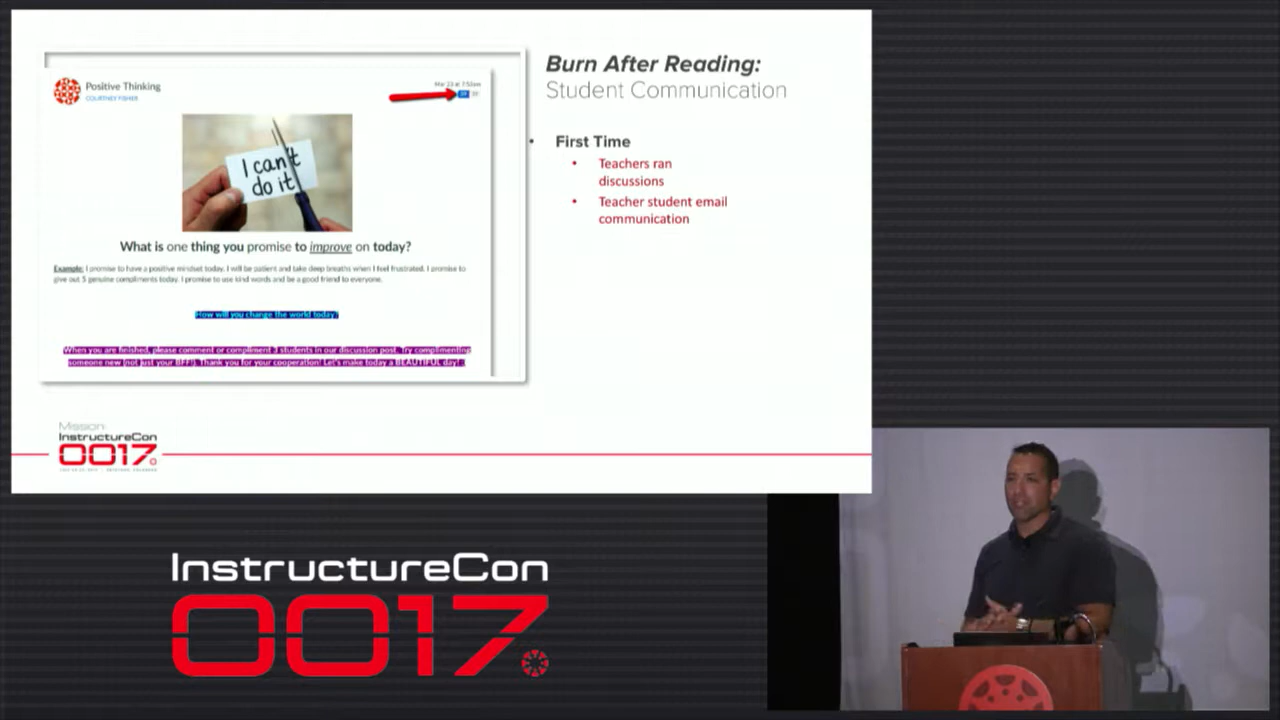 Positive Thinking
COURTNEY FISHER
Mar 23 at 7:52am
I can't
do it
What is one thing you promise to improve on today?
Example: I promise to have a positive mindset today. I will be patient and take deep breaths when I feel frustrated. I promise to
give out 5 genuine compliments today. I promise to use kind words and be a good friend to everyone.
How will you change the world today?
When you are finished, please comment or compliment 3 students in our discussion post. Try complimenting
someone new (not just your BFF!). Thank you for your cooperation! Let's make today a BEAUTIFUL day!
Burn After Reading:
Student Communication
• First Time
• Teachers ran
discussions
• Teacher student email
communication
Mission:
InstructureCon
0017
InstructureCon
0017